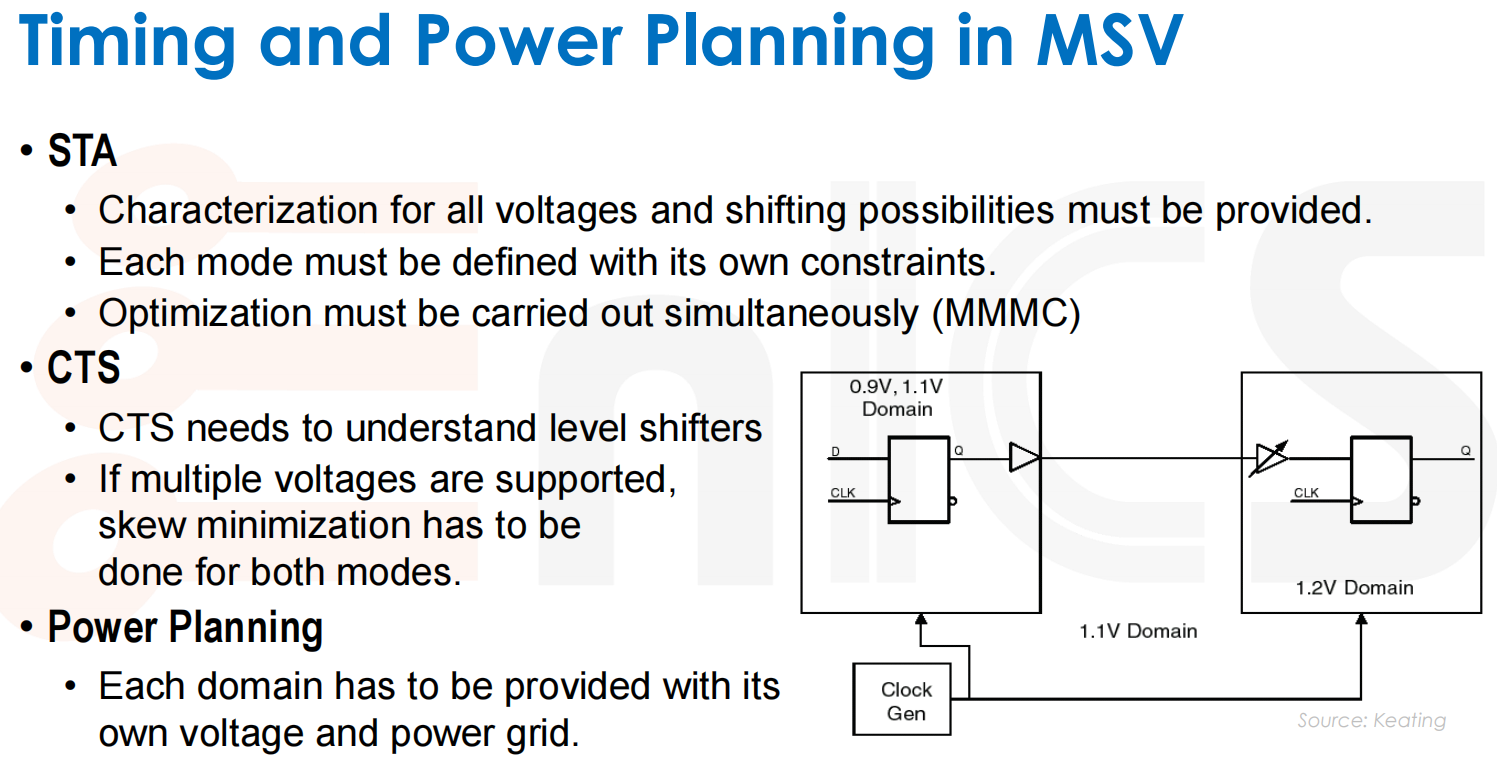 Timing and Power Planning in MSV
• STA
• Characterization for all voltages and shifting possibilities must be provided.
• Each mode must be defined with its own constraints.
• Optimization must be carried out simultaneously (MMMC)
• CTS
• CTS needs to understand level shifters
• If multiple voltages are supported,
skew minimization has to be
done for both modes.
• Power Planning
• Each domain has to be provided with its
own voltage and power grid.
0.9V, 1.1V
Domain
D
Q
CLK
Q
CLK
1.2V Domain
1.1V Domain
Clock
Gen
Source: Keating
EnICS